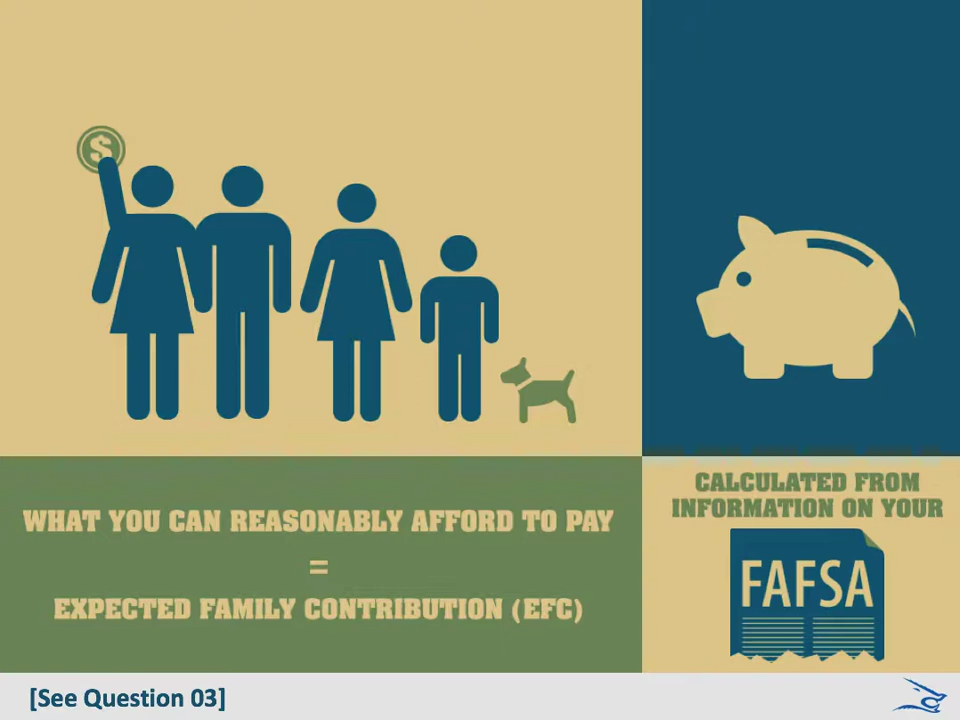 $
WHAT YOU CAN REASONABLY AFFORD TO PAY
=
EXPECTED FAMILY CONTRIBUTION (EFC)
CALCULATED FROM
INFORMATION ON YOUR
FAFSA
[See Question 03]